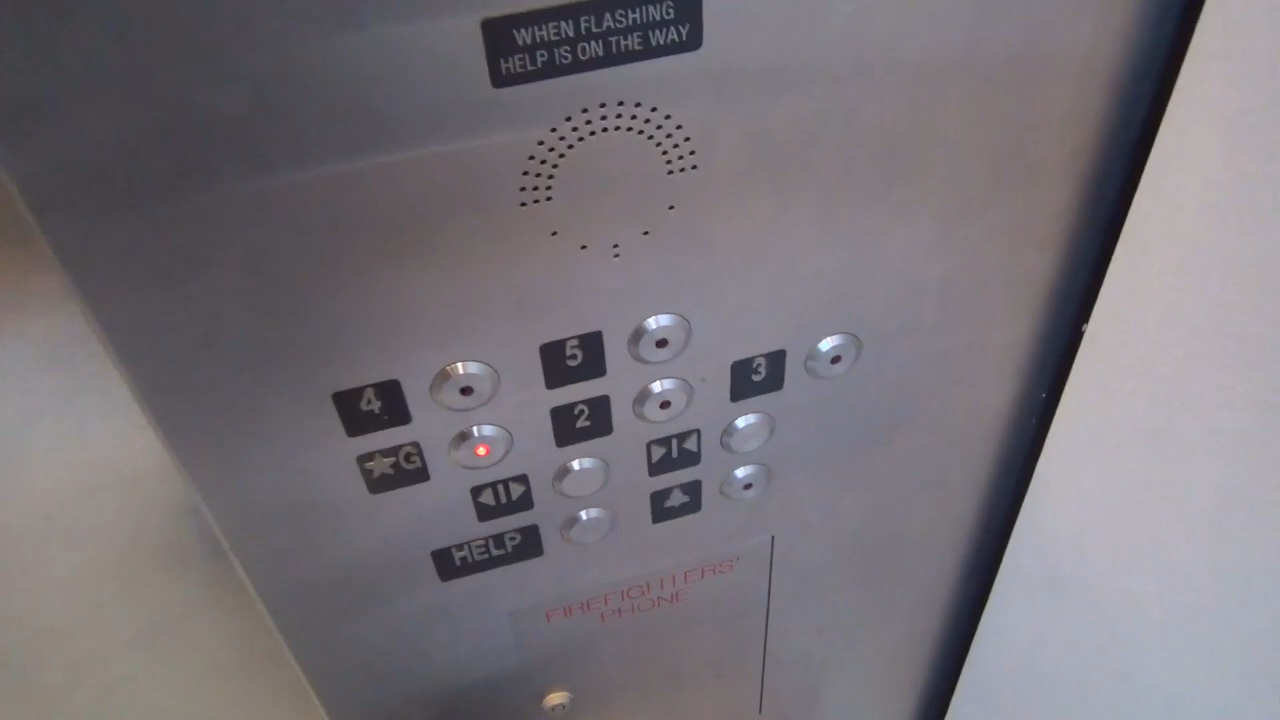 WHEN FLASHING
HELP IS ON THE WAY
5
4
3
2
★G
HELP
FIREFIGHTERS'
PHONE